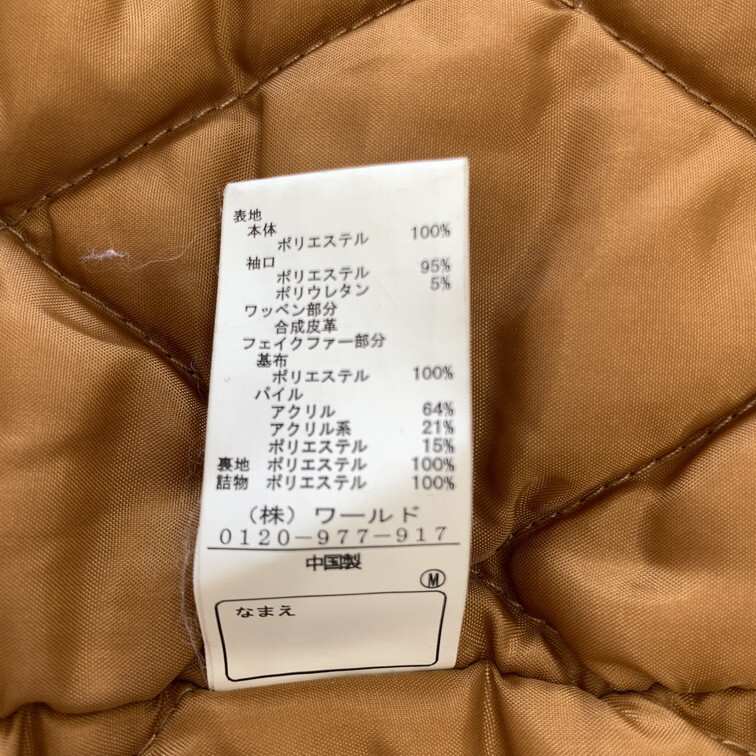 表地
本体
ポリエステル 100%
袖口
ポリエステル 95%
ポリウレタン 5%
ワッペン部分
合成皮革
フェイクファー部分
基布
ポリエステル 100%
パイル
アクリル 64%
アクリル系 21%
ポリエステル 15%
裏地 ポリエステル 100%
詰物 ポリエステル 100%
（株）ワールド
0120-977-917
中国製
Ⓜ
なまえ